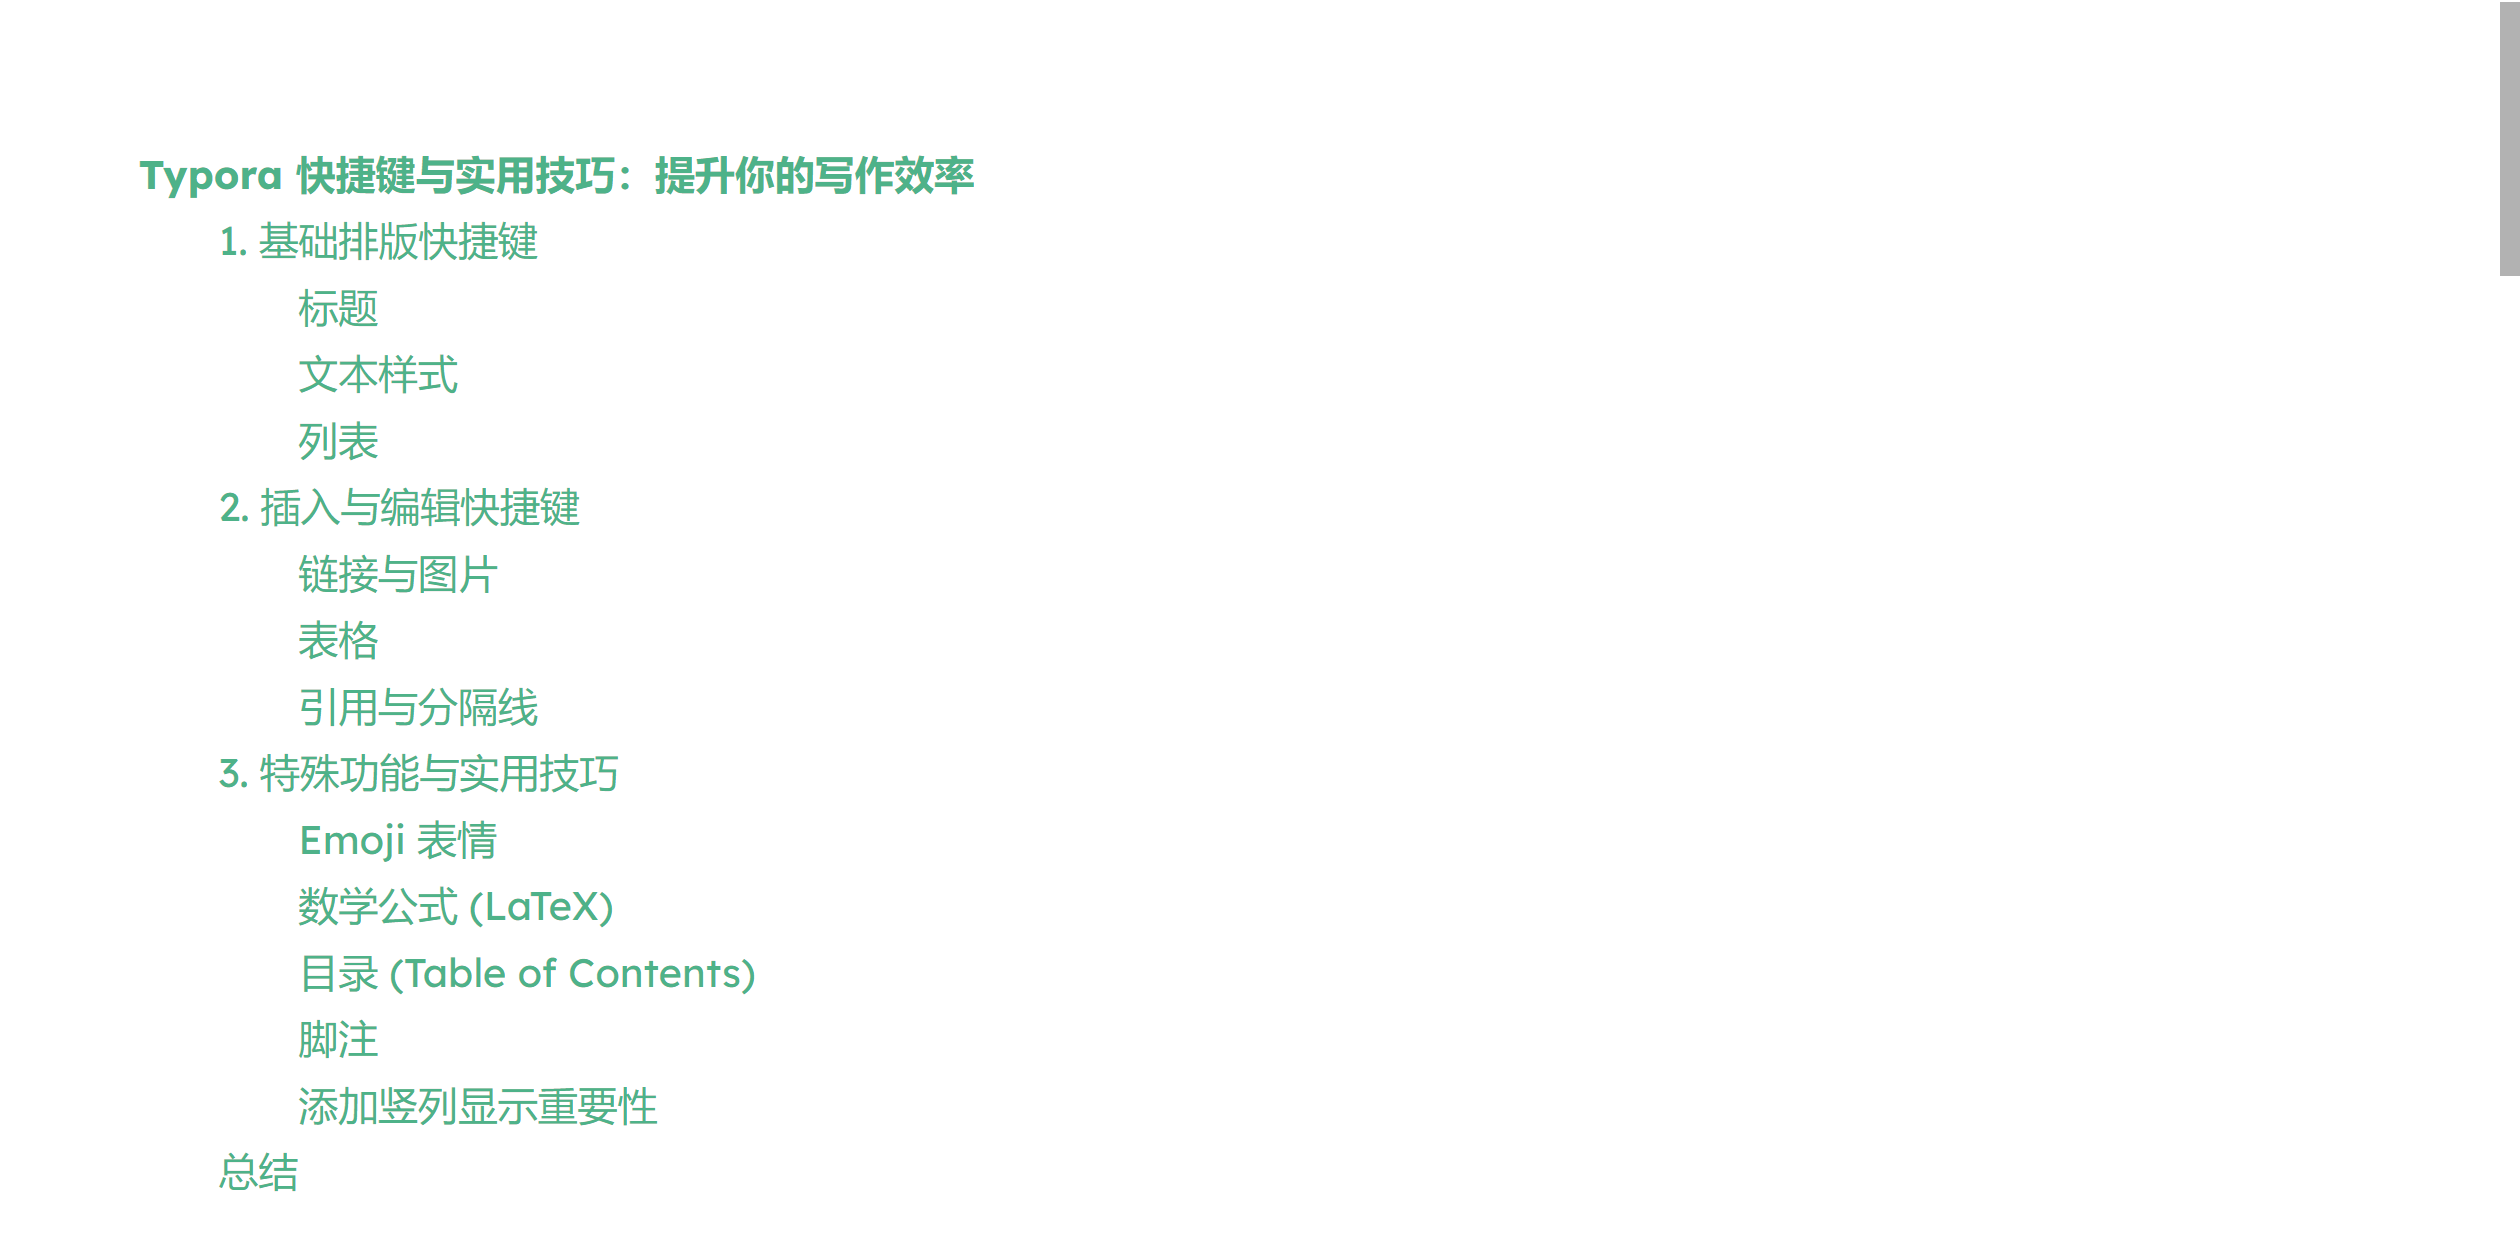 Typora 快捷键与实用技巧：提升你的写作效率
1. 基础排版快捷键
标题
文本样式
列表
2. 插入与编辑快捷键
链接与图片
表格
引用与分隔线
3. 特殊功能与实用技巧
Emoji 表情
数学公式 (LaTeX)
目录 (Table of Contents)
脚注
添加竖列显示重要性
总结